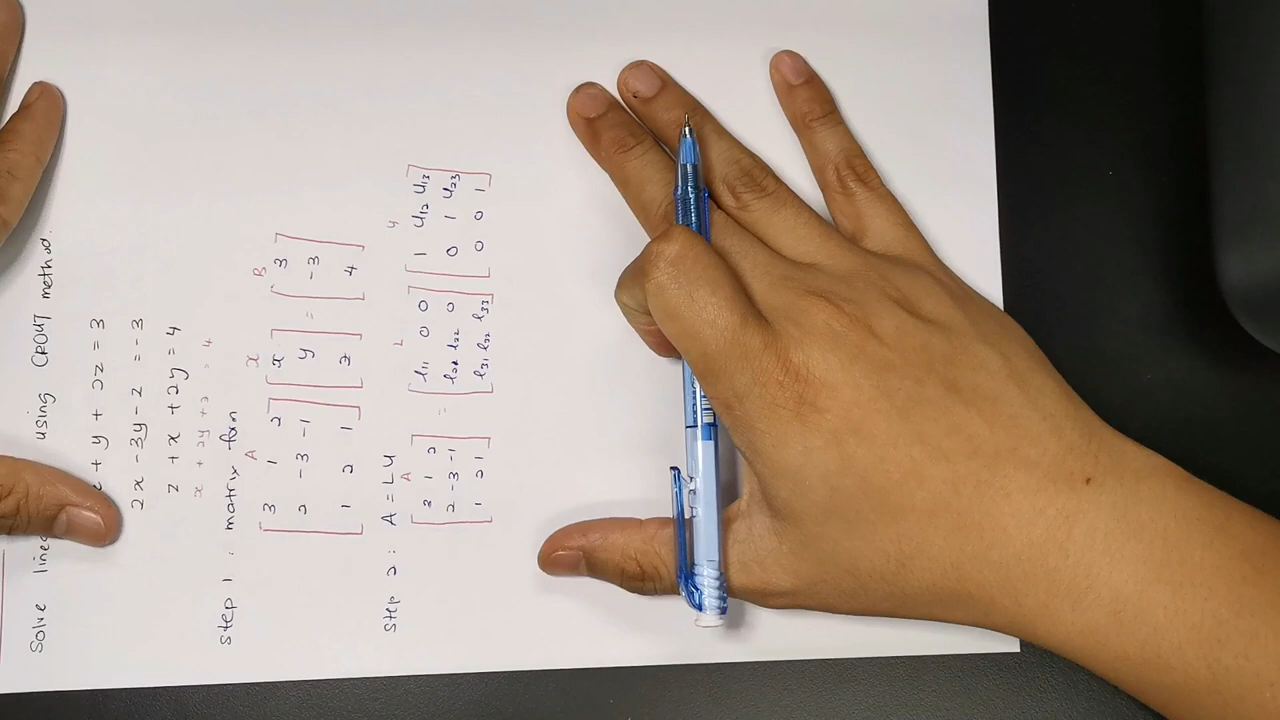 Solve using CROUT method.
+ y + 2z = 3
2x - 3y - z = -3
z + x + 2y = 4
x + 2y + z = 4
step 1 : matrix form
A x B
[3 1 2] [x] [3]
[2 -3 -1] [y] = [-3]
[1 2 1] [z] [4]
step 2 : A = LU
A L U
[3 1 2] [l11 0 0] [1 u12 u13]
[2 -3 -1] = [l21 l22 0] [0 1 u23]
[1 2 1] [l31 l32 l33] [0 0 1]